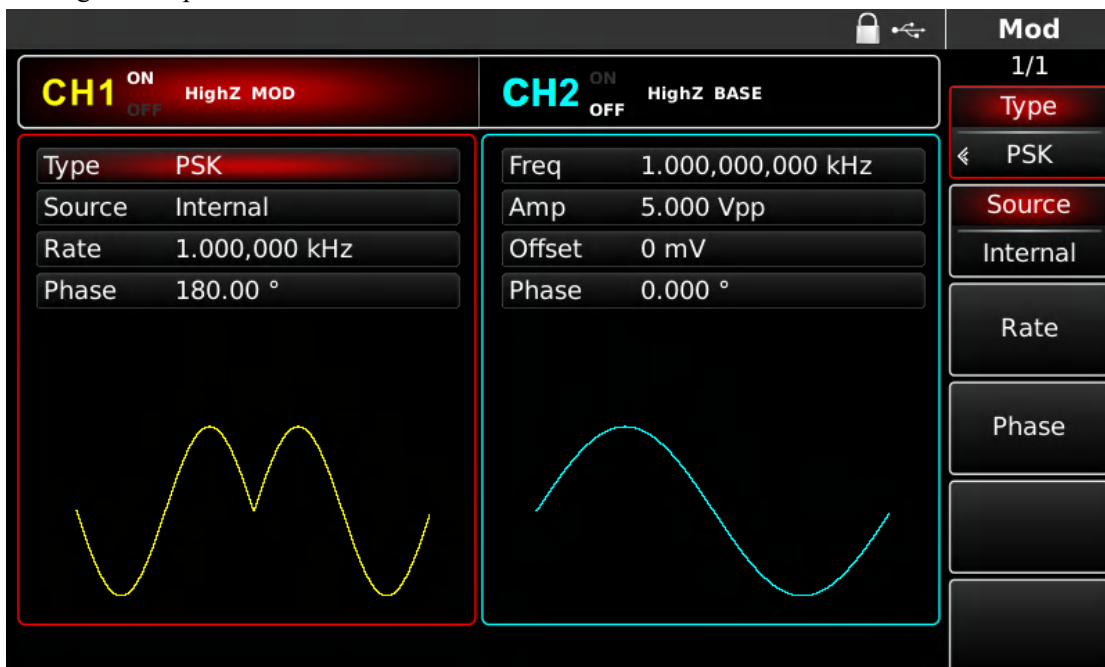 Mod
1/1
CH1 ON OFF HighZ MOD
CH2 ON OFF HighZ BASE
Type PSK
Source Internal
Rate 1.000,000 kHz
Phase 180.00 °
Freq 1.000,000,000 kHz
Amp 5.000 Vpp
Offset 0 mV
Phase 0.000 °
Type
PSK
Source
Internal
Rate
Phase